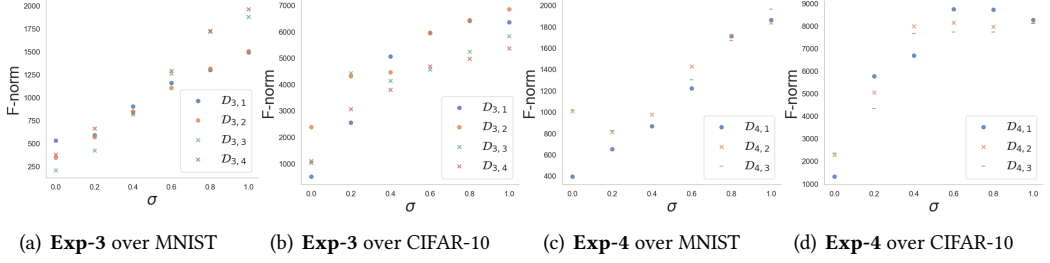 2000
1750
1500
1250
1000
750
500
250
F-norm
0.0 0.2 0.4 0.6 0.8 1.0
σ
𝒟3, 1
𝒟3, 2
𝒟3, 3
𝒟3, 4
(a) Exp-3 over MNIST
7000
6000
5000
4000
3000
2000
1000
F-norm
0.0 0.2 0.4 0.6 0.8 1.0
σ
𝒟3, 1
𝒟3, 2
𝒟3, 3
𝒟3, 4
(b) Exp-3 over CIFAR-10
2000
1800
1600
1400
1200
1000
800
600
400
F-norm
0.0 0.2 0.4 0.6 0.8 1.0
σ
𝒟4, 1
𝒟4, 2
𝒟4, 3
(c) Exp-4 over MNIST
9000
8000
7000
6000
5000
4000
3000
2000
1000
F-norm
0.0 0.2 0.4 0.6 0.8 1.0
σ
𝒟4, 1
𝒟4, 2
𝒟4, 3
(d) Exp-4 over CIFAR-10